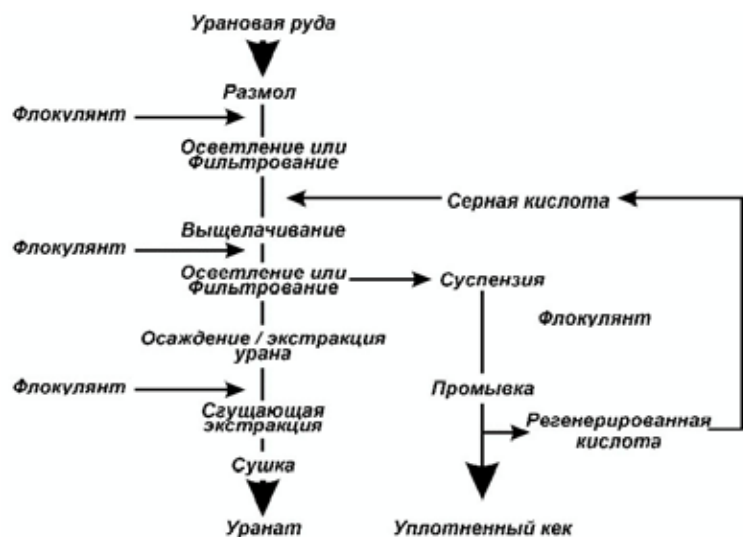 Урановая руда
Размол
Флокулянт
Осветление или
Фильтрование
Серная кислота
Выщелачивание
Флокулянт
Осветление или
Фильтрование
Суспензия
Флокулянт
Осаждение / экстракция
урана
Флокулянт
Промывка
Сгущающая
экстракция
Регенерированная
кислота
Сушка
Уранат
Уплотненный кек